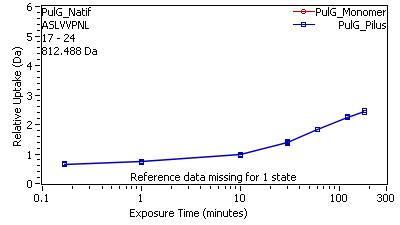 PulG_Natif
ASLVVPNL
17 - 24
812.488 Da
PulG_Monomer
PulG_Pilus
Relative Uptake (Da)
6
5
4
3
2
1
0
Reference data missing for 1 state
0.1 1 10 100 300
Exposure Time (minutes)